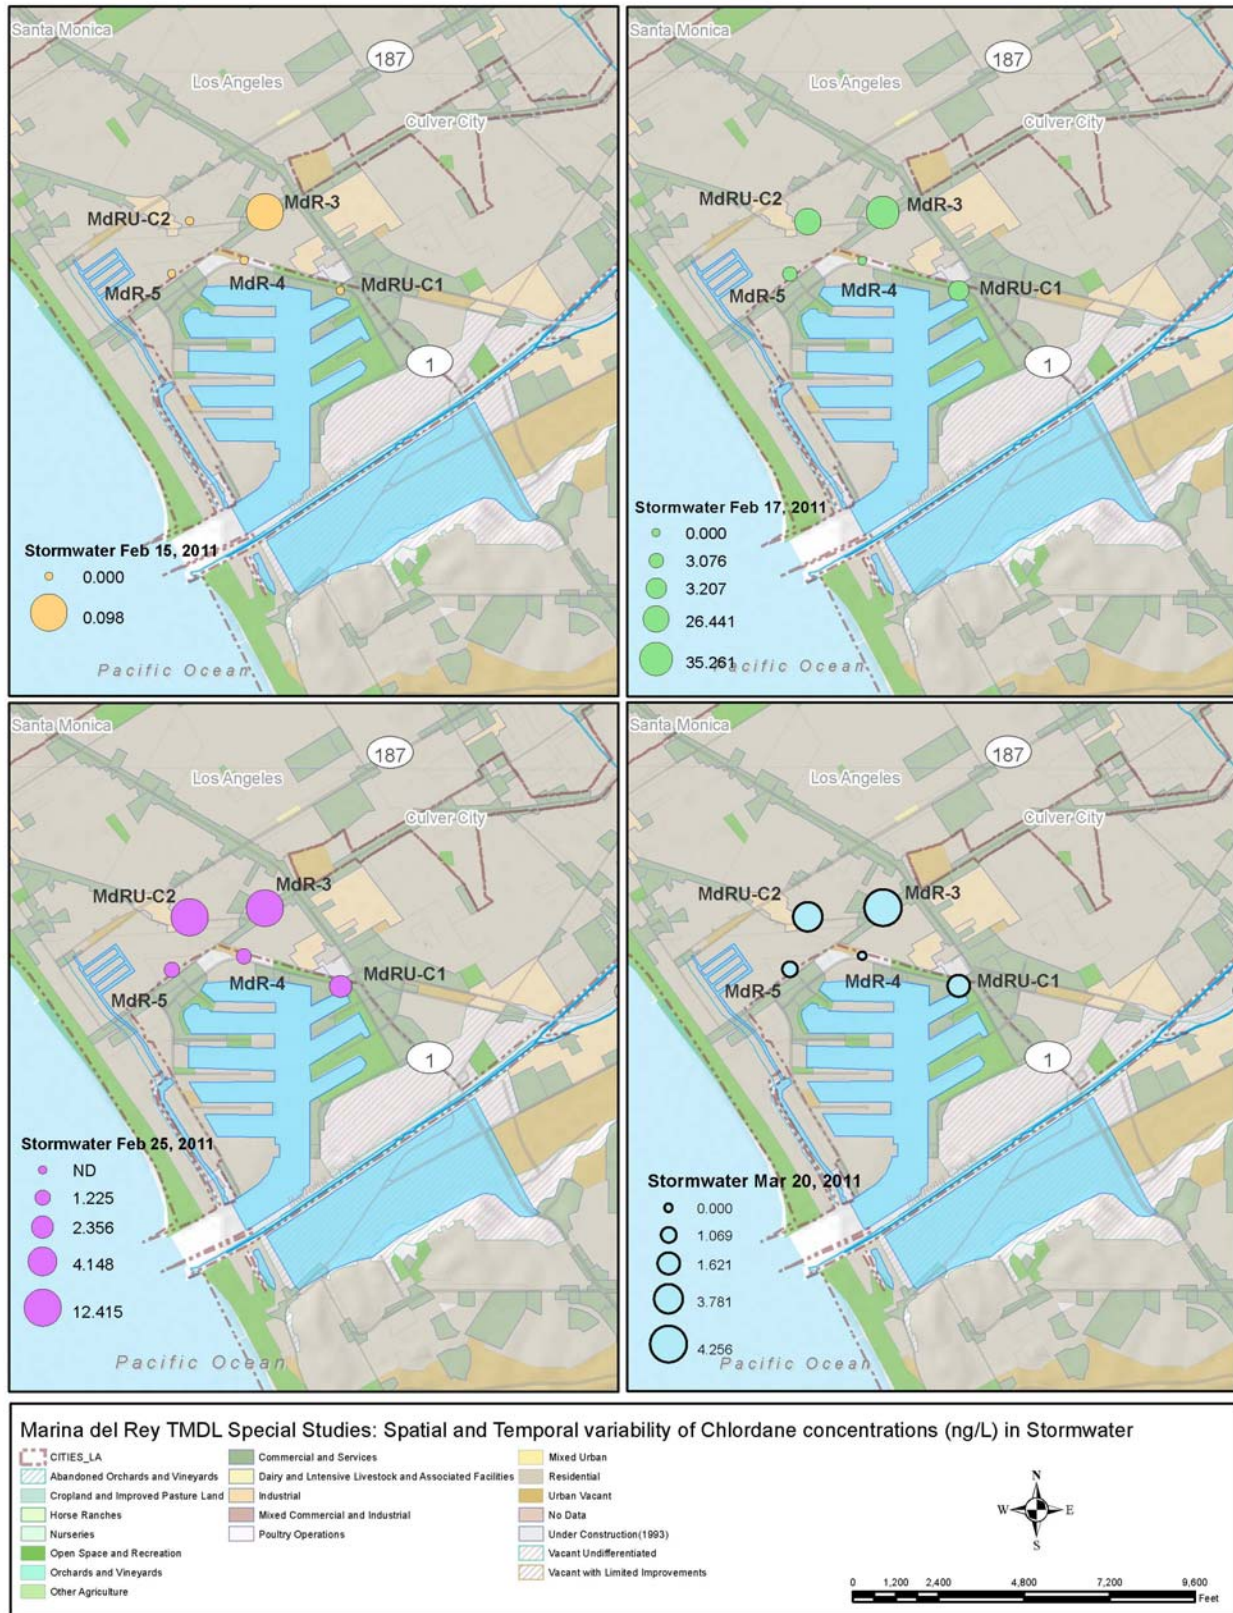 Santa Monica
187
Los Angeles
Culver City
MdRU-C2
MdR-3
MdR-5
MdR-4
MdRU-C1
1
Stormwater Feb 15, 2011
0.000
0.098
Pacific Ocean
Santa Monica
187
Los Angeles
Culver City
MdRU-C2
MdR-3
MdR-5
MdR-4
MdRU-C1
1
Stormwater Feb 17, 2011
0.000
3.076
3.207
26.441
35.261
Pacific Ocean
Santa Monica
187
Los Angeles
Culver City
MdRU-C2
MdR-3
MdR-5
MdR-4
MdRU-C1
1
Stormwater Feb 25, 2011
ND
1.225
2.356
4.148
12.415
Pacific Ocean
Santa Monica
187
Los Angeles
Culver City
MdRU-C2
MdR-3
MdR-5
MdR-4
MdRU-C1
1
Stormwater Mar 20, 2011
0.000
1.069
1.621
3.781
4.256
Pacific Ocean
Marina del Rey TMDL Special Studies: Spatial and Temporal variability of Chlordane concentrations (ng/L) in Stormwater
CITIES_LA
Abandoned Orchards and Vineyards
Cropland and Improved Pasture Land
Horse Ranches
Nurseries
Open Space and Recreation
Orchards and Vineyards
Other Agriculture
Commercial and Services
Dairy and Lntensive Livestock and Associated Facilities
Industrial
Mixed Commercial and Industrial
Poultry Operations
Mixed Urban
Residential
Urban Vacant
No Data
Under Construction(1993)
Vacant Undifferentiated
Vacant with Limited Improvements
N
W E
S
0 1,200 2,400 4,800 7,200 9,600
Feet